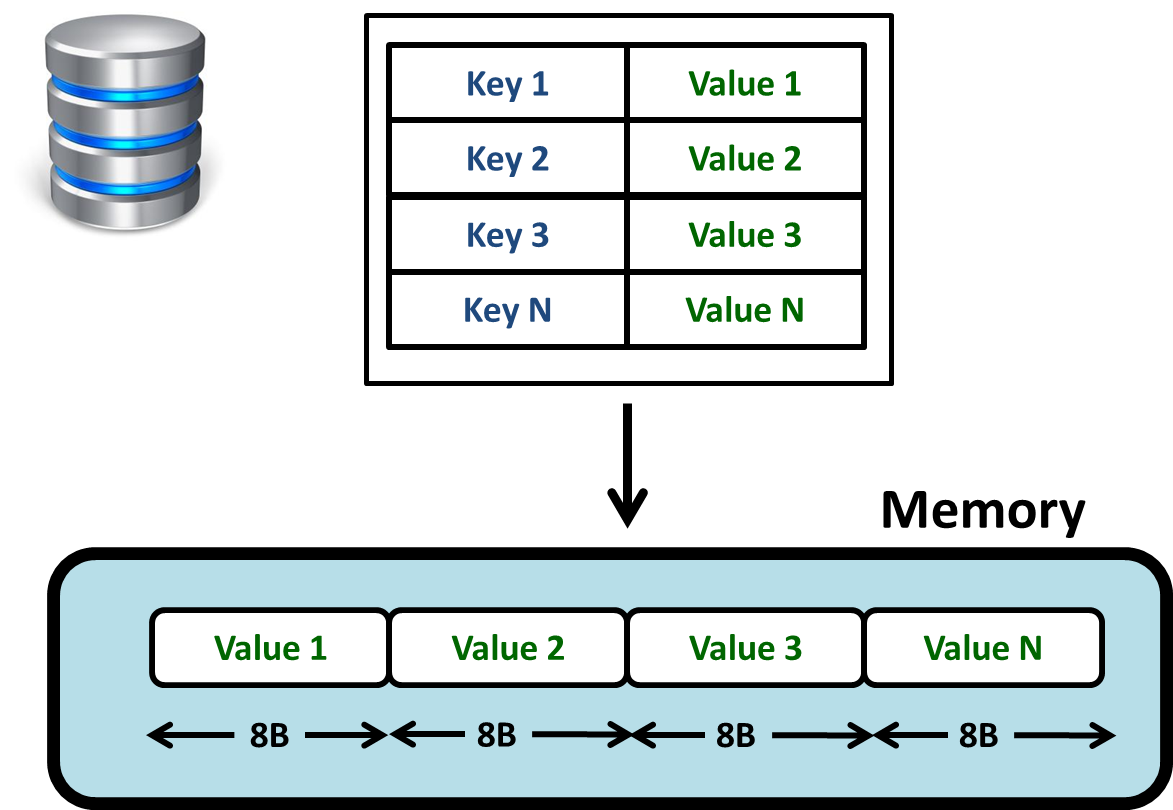 Key 1 Value 1
Key 2 Value 2
Key 3 Value 3
Key N Value N
Memory
Value 1 Value 2 Value 3 Value N
8B 8B 8B 8B